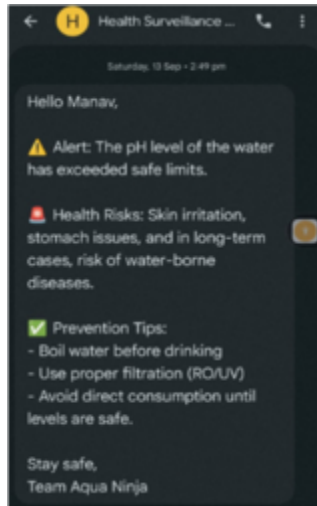 H Health Surveillance ...
Saturday, 13 Sep • 2:49 pm
Hello Manav,
⚠️ Alert: The pH level of the water
has exceeded safe limits.
🚨 Health Risks: Skin irritation,
stomach issues, and in long-term
cases, risk of water-borne
diseases.
✅ Prevention Tips:
- Boil water before drinking
- Use proper filtration (RO/UV)
- Avoid direct consumption until
levels are safe.
Stay safe,
Team Aqua Ninja